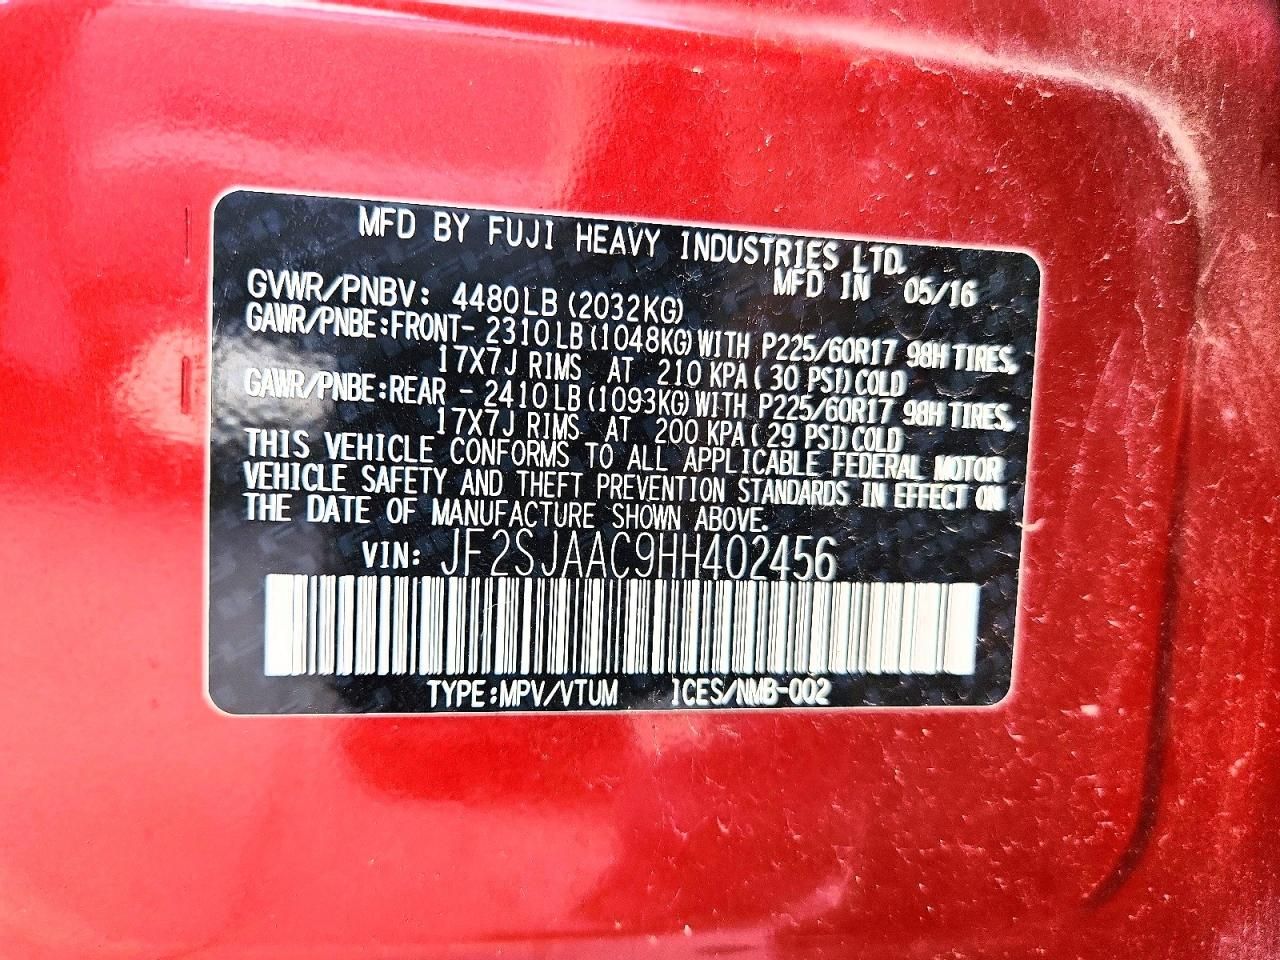 MFD BY FUJI HEAVY INDUSTRIES LTD.
MFD IN 05/16
GVWR/PNBV: 4480LB (2032KG)
GAWR/PNBE:FRONT- 2310 LB (1048KG) WITH P225/60R17 98H TIRES,
17X7J RIMS AT 210 KPA ( 30 PSI) COLD
GAWR/PNBE:REAR - 2410 LB (1093KG) WITH P225/60R17 98H TIRES,
17X7J RIMS AT 200 KPA ( 29 PSI) COLD
THIS VEHICLE CONFORMS TO ALL APPLICABLE FEDERAL MOTOR
VEHICLE SAFETY AND THEFT PREVENTION STANDARDS IN EFFECT ON
THE DATE OF MANUFACTURE SHOWN ABOVE.
VIN: JF2SJAAC9HH402456
TYPE:MPV/VTUM ICES/NMB-002